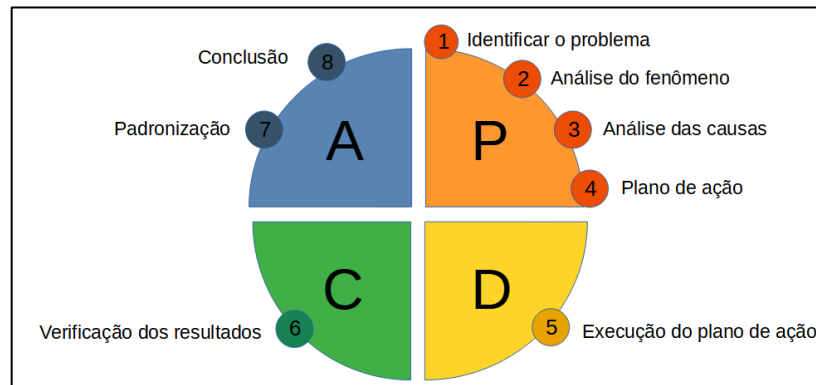 1 Identificar o problema
2 Análise do fenômeno
3 Análise das causas
4 Plano de ação
P
D
5 Execução do plano de ação
C
6 Verificação dos resultados
A
7 Padronização
8 Conclusão